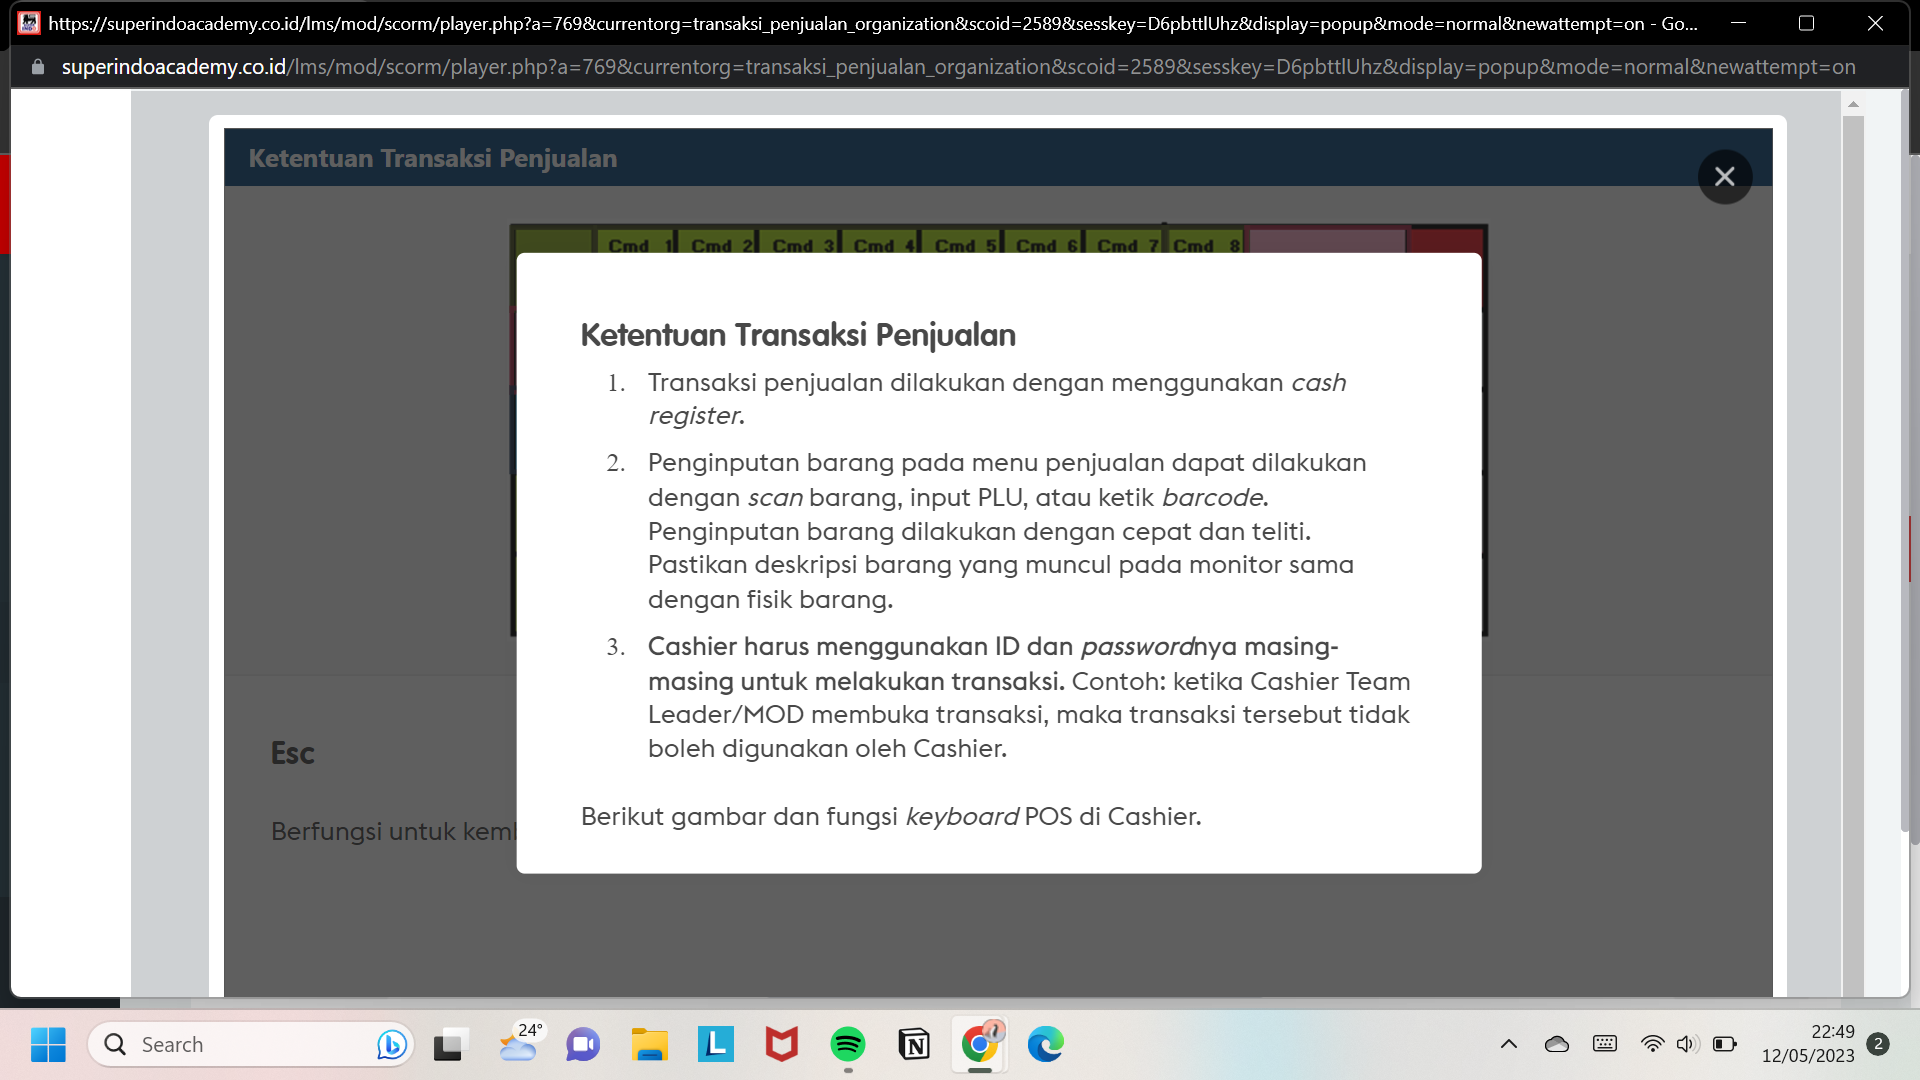 https://superindoacademy.co.id/lms/mod/scorm/player.php?a=769&currentorg=transaksi_penjualan_organization&scoid=2589&sesskey=D6pbttlUhz&display=popup&mode=normal&newattempt=on - Go...
superindoacademy.co.id/lms/mod/scorm/player.php?a=769&currentorg=transaksi_penjualan_organization&scoid=2589&sesskey=D6pbttlUhz&display=popup&mode=normal&newattempt=on
Ketentuan Transaksi Penjualan
Cmd 1 Cmd 2 Cmd 3 Cmd 4 Cmd 5 Cmd 6 Cmd 7 Cmd 8
Ketentuan Transaksi Penjualan
1. Transaksi penjualan dilakukan dengan menggunakan cash
register.
2. Penginputan barang pada menu penjualan dapat dilakukan
dengan scan barang, input PLU, atau ketik barcode.
Penginputan barang dilakukan dengan cepat dan teliti.
Pastikan deskripsi barang yang muncul pada monitor sama
dengan fisik barang.
3. Cashier harus menggunakan ID dan passwordnya masing-
masing untuk melakukan transaksi. Contoh: ketika Cashier Team
Leader/MOD membuka transaksi, maka transaksi tersebut tidak
boleh digunakan oleh Cashier.
Berikut gambar dan fungsi keyboard POS di Cashier.
Esc
Berfungsi untuk
Search
24°
22:49
12/05/2023
2